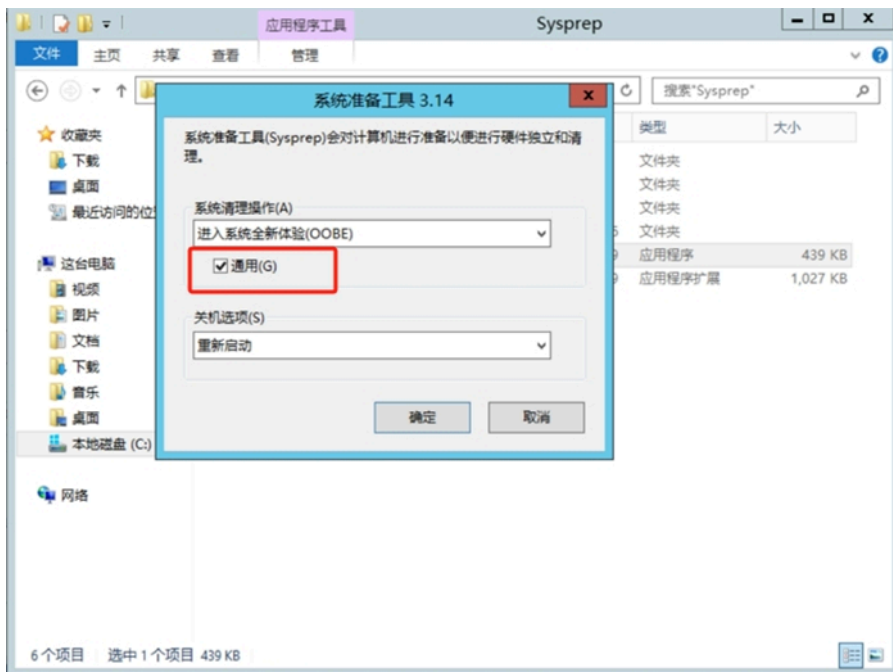 应用程序工具
Sysprep
文件
主页
共享
查看
管理
搜索"Sysprep"
系统准备工具 3.14
系统准备工具(Sysprep)会对计算机进行准备以便进行硬件独立和清
理。
系统清理操作(A)
进入系统全新体验(OOBE)
通用(G)
关机选项(S)
重新启动
确定
取消
收藏夹
下载
桌面
最近访问的位
这台电脑
视频
图片
文档
下载
音乐
桌面
本地磁盘 (C:)
网络
类型
大小
文件夹
文件夹
文件夹
文件夹
应用程序
439 KB
应用程序扩展
1,027 KB
6 个项目
选中 1 个项目 439 KB